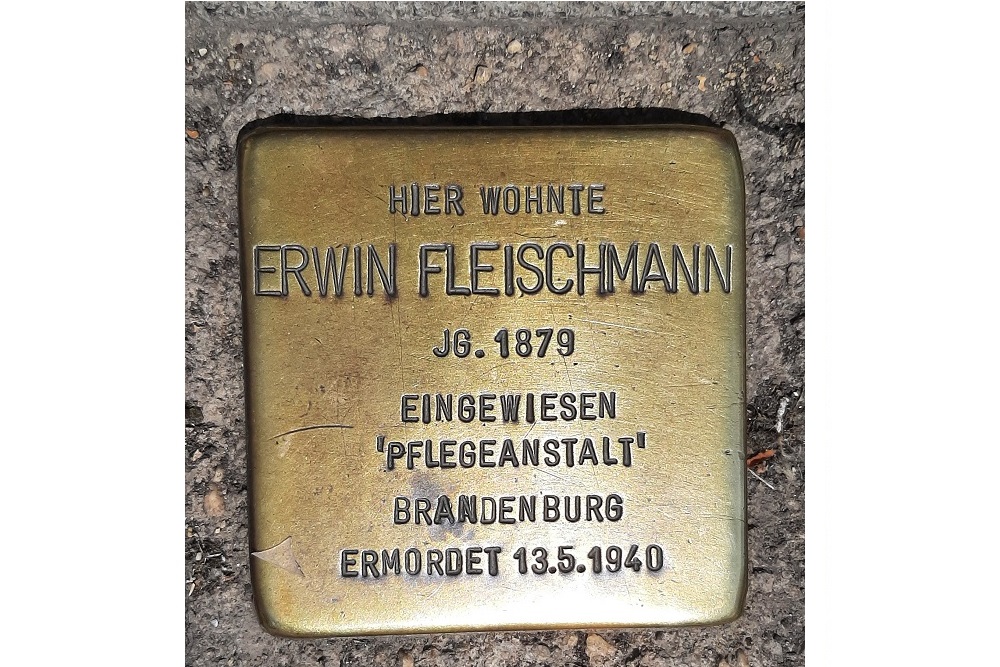 HIER WOHNTE
ERWIN FLEISCHMANN
JG. 1879
EINGEWIESEN
'PFLEGEANSTALT'
BRANDENBURG
ERMORDET 13.5.1940